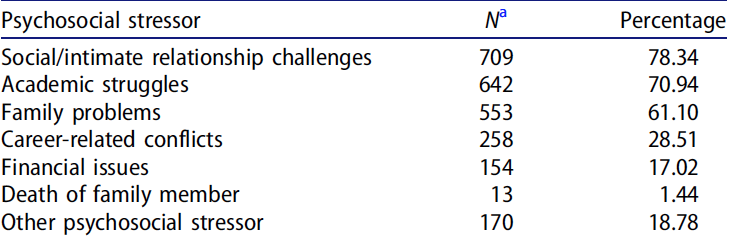 Psychosocial stressor Nᵃ Percentage
Social/intimate relationship challenges 709 78.34
Academic struggles 642 70.94
Family problems 553 61.10
Career-related conflicts 258 28.51
Financial issues 154 17.02
Death of family member 13 1.44
Other psychosocial stressor 170 18.78